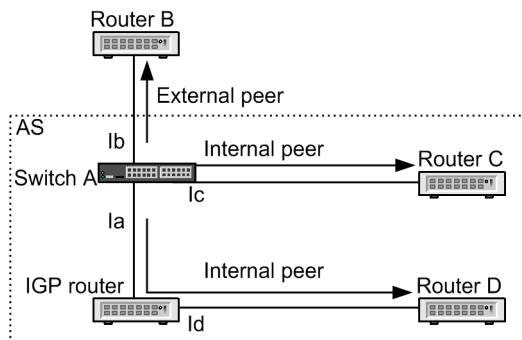 Router B
External peer
AS
Ib
Internal peer
Router C
Switch A
Ic
Ia
Internal peer
IGP router
Router D
Id